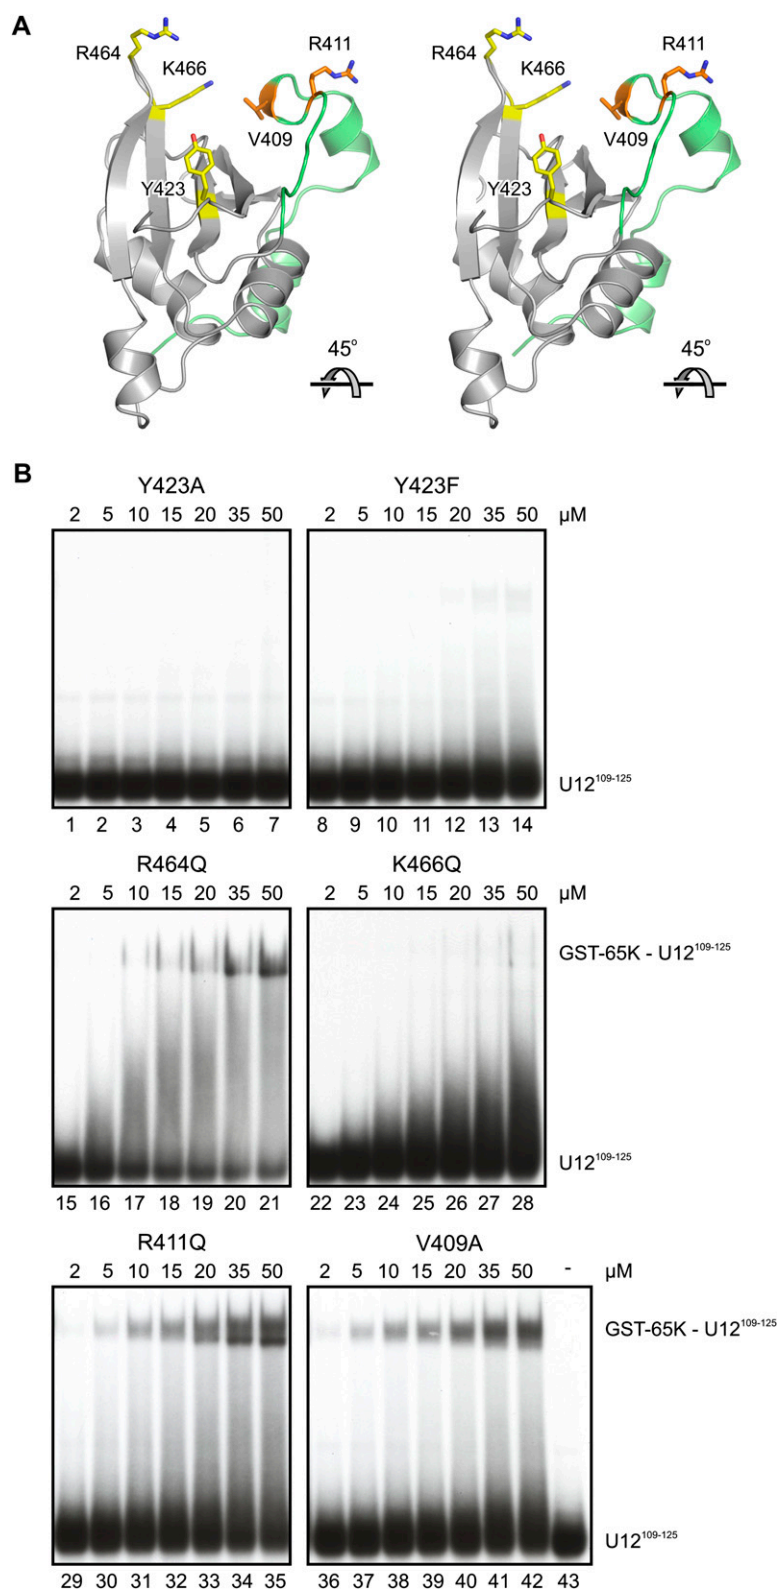 A
R464 K466 R411 V409 Y423 45°
R464 K466 R411 V409 Y423 45°
B
Y423A Y423F
2 5 10 15 20 35 50 2 5 10 15 20 35 50 µM
U12109-125
1 2 3 4 5 6 7 8 9 10 11 12 13 14
R464Q K466Q
2 5 10 15 20 35 50 2 5 10 15 20 35 50 µM
GST-65K - U12109-125
U12109-125
15 16 17 18 19 20 21 22 23 24 25 26 27 28
R411Q V409A
2 5 10 15 20 35 50 2 5 10 15 20 35 50 - µM
GST-65K - U12109-125
U12109-125
29 30 31 32 33 34 35 36 37 38 39 40 41 42 43